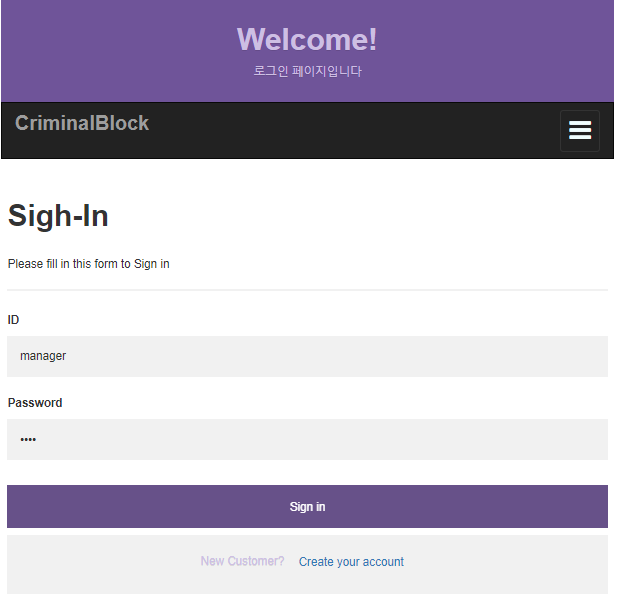 Welcome!
로그인 페이지입니다
CriminalBlock
Sigh-In
Please fill in this form to Sign in
ID
manager
Password
••••
Sign in
New Customer? Create your account